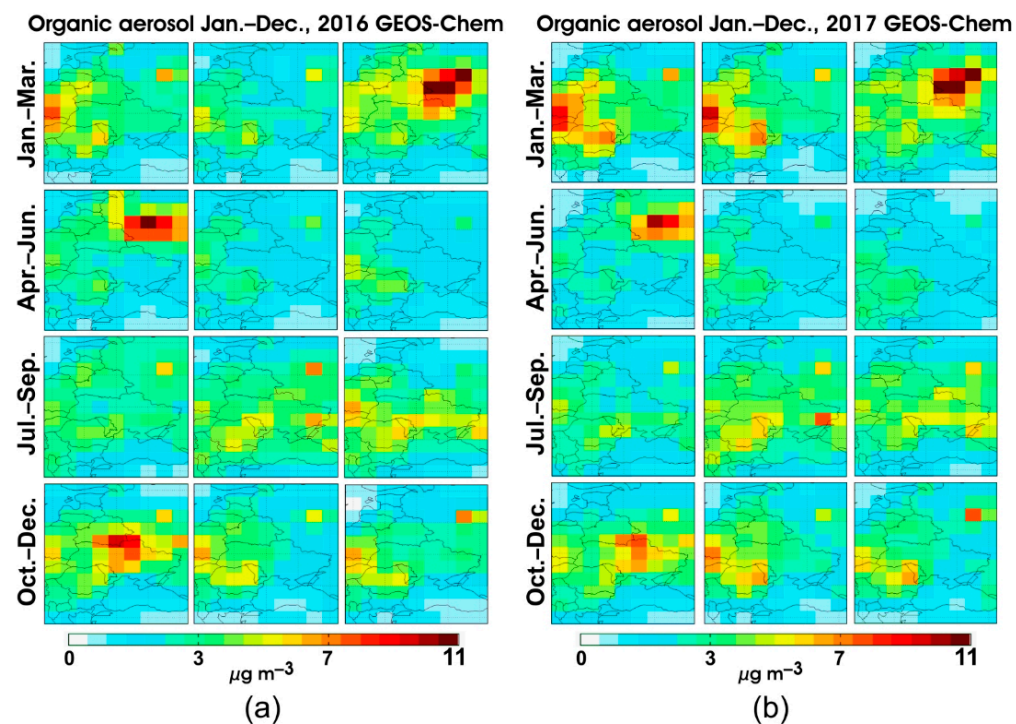 Organic aerosol Jan.–Dec., 2016 GEOS-Chem
Jan.–Mar.
Apr.–Jun.
Jul.–Sep.
Oct.–Dec.
0 3 7 11
µg m–3
(a)
Organic aerosol Jan.–Dec., 2017 GEOS-Chem
Jan.–Mar.
Apr.–Jun.
Jul.–Sep.
Oct.–Dec.
0 3 7 11
µg m–3
(b)